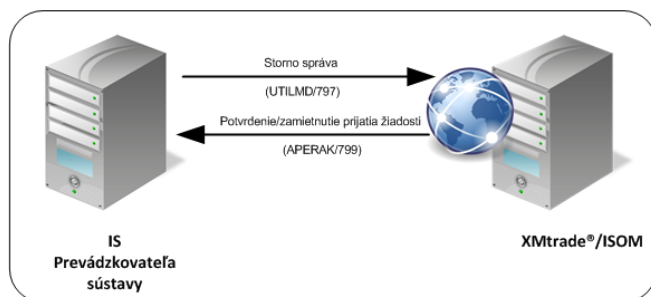 Storno správa
(UTILMD/797)
Potvrdenie/zamietnutie prijatia žiadosti
(APERAK/799)
IS
Prevádzkovateľa
sústavy
XMtrade®/ISOM